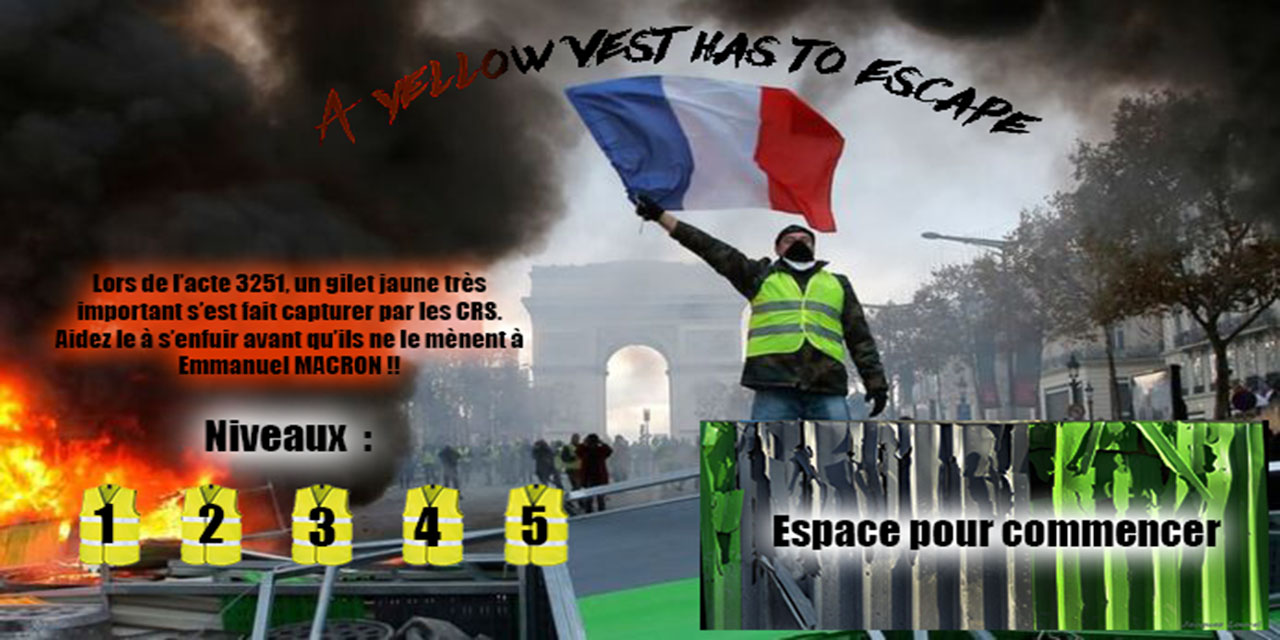 A YELLOW VEST HAS TO ESCAPE
Lors de l'acte 3251, un gilet jaune très
important s'est fait capturer par les CRS.
Aidez le à s'enfuir avant qu'ils ne le mènent à
Emmanuel MACRON !!
Niveaux :
1 2 3 4 5
Espace pour commencer